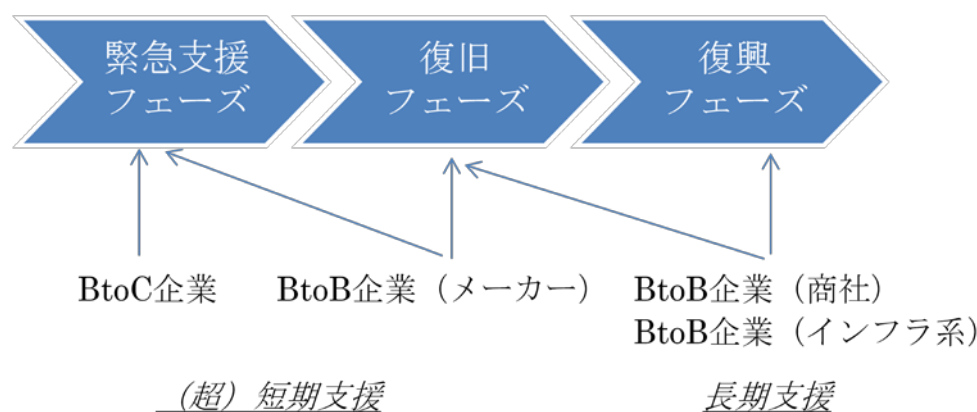 緊急支援
フェーズ
復旧
フェーズ
復興
フェーズ
BtoC企業
BtoB企業（メーカー）
BtoB企業（商社）
BtoB企業（インフラ系）
（超）短期支援
長期支援